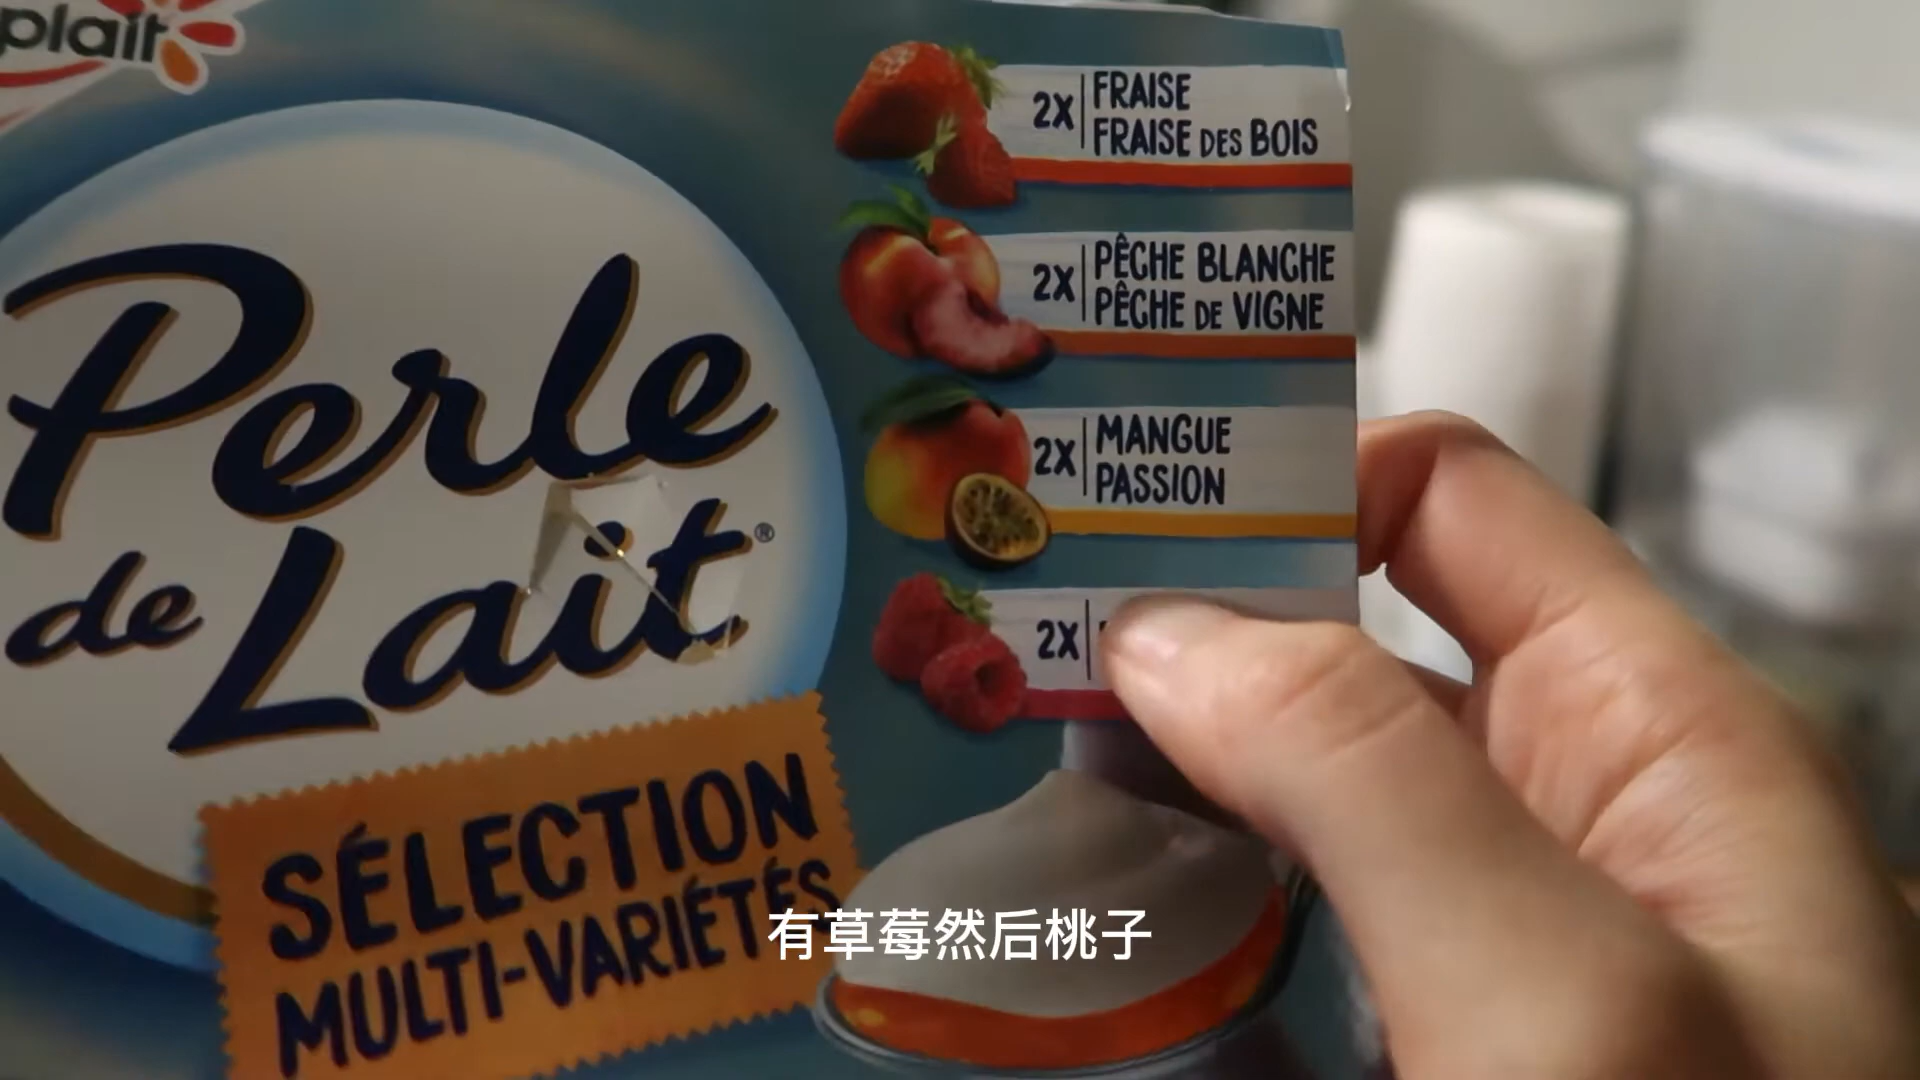 plait
Perle
de Lait®
SÉLECTION
MULTI-VARIÉTÉS
2X FRAISE
FRAISE DES BOIS
2X PÊCHE BLANCHE
PÊCHE DE VIGNE
2X MANGUE
PASSION
2X
有草莓然后桃子